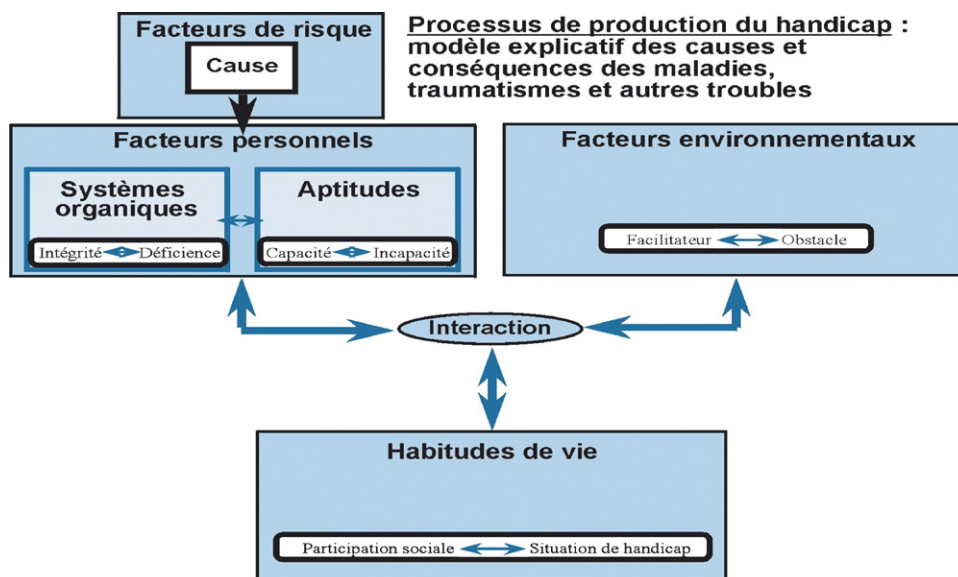 Facteurs de risque
Cause
Processus de production du handicap :
modèle explicatif des causes et
conséquences des maladies,
traumatismes et autres troubles
Facteurs personnels
Systèmes
organiques
Intégrité Déficience
Aptitudes
Capacité Incapacité
Facteurs environnementaux
Facilitateur Obstacle
Interaction
Habitudes de vie
Participation sociale Situation de handicap